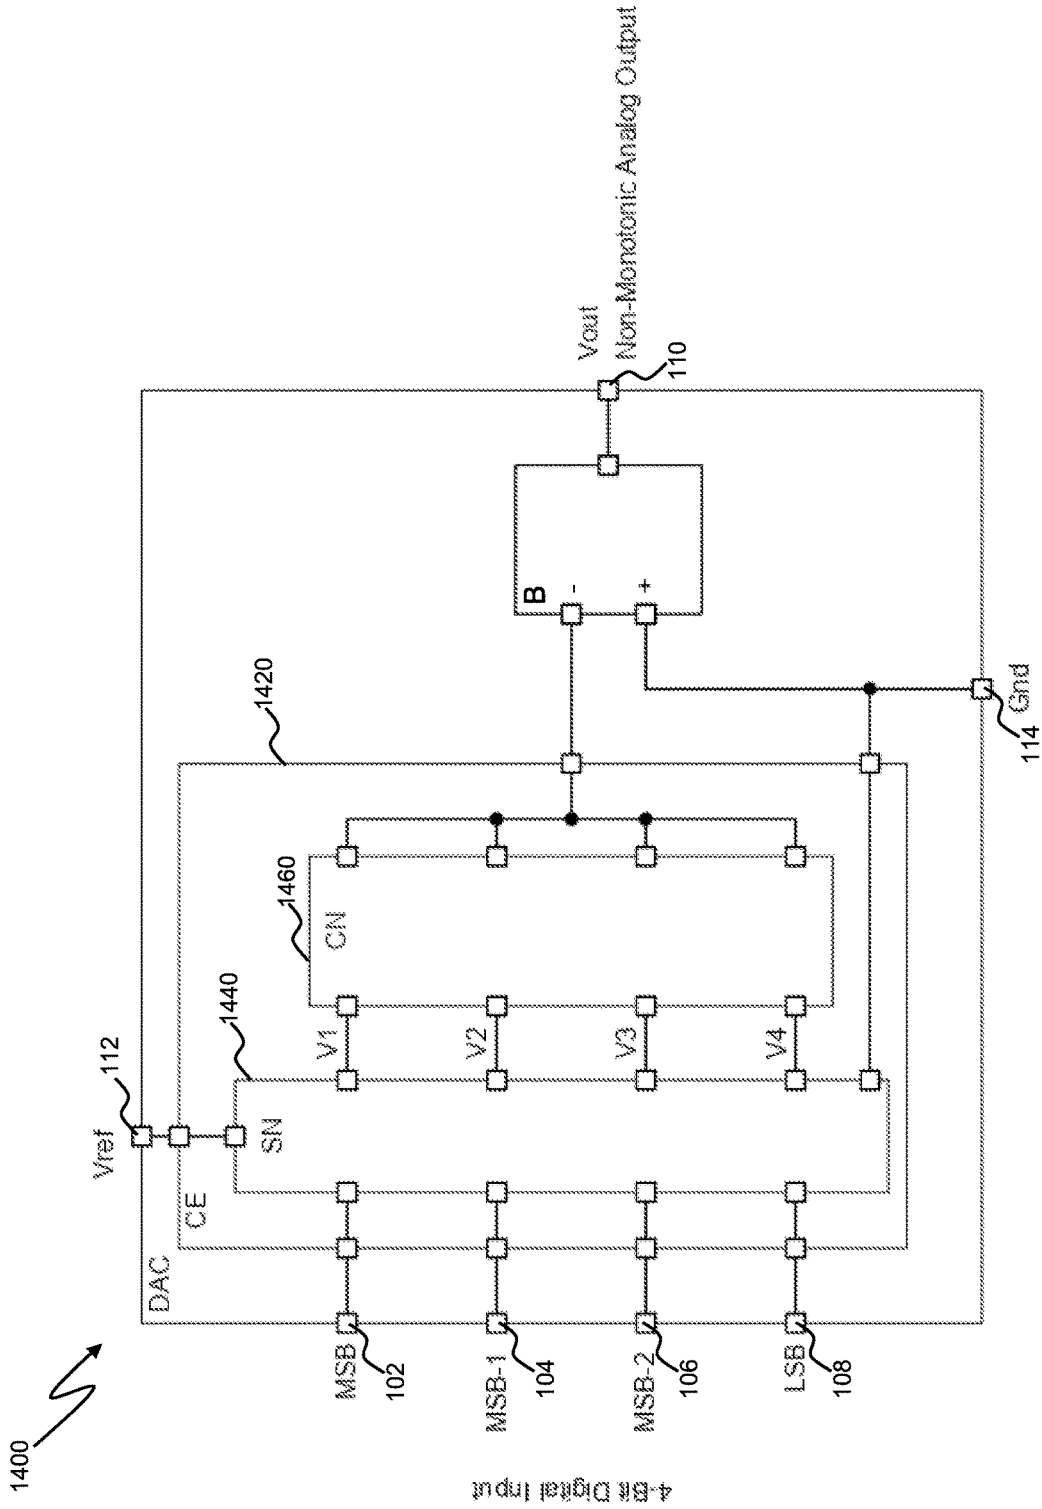 1400
4-Bit Digital Input
MSB
102
MSB-1
104
MSB-2
106
LSB
108
DAC
Vref
112
CE
1420
SN
1440
V1
V2
V3
V4
CN
1460
B
-
+
Gnd
114
Vout
110
Non-Monotonic Analog Output